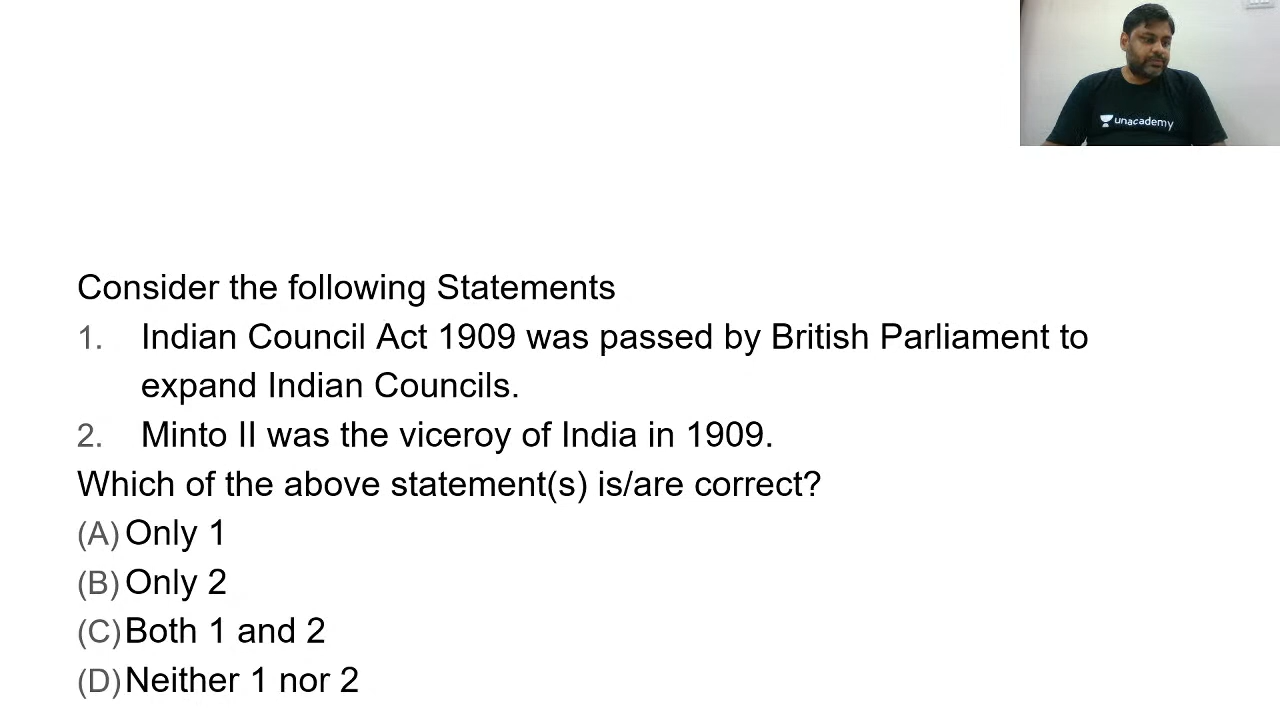 unacademy
Consider the following Statements
1. Indian Council Act 1909 was passed by British Parliament to
expand Indian Councils.
2. Minto II was the viceroy of India in 1909.
Which of the above statement(s) is/are correct?
(A) Only 1
(B) Only 2
(C) Both 1 and 2
(D) Neither 1 nor 2